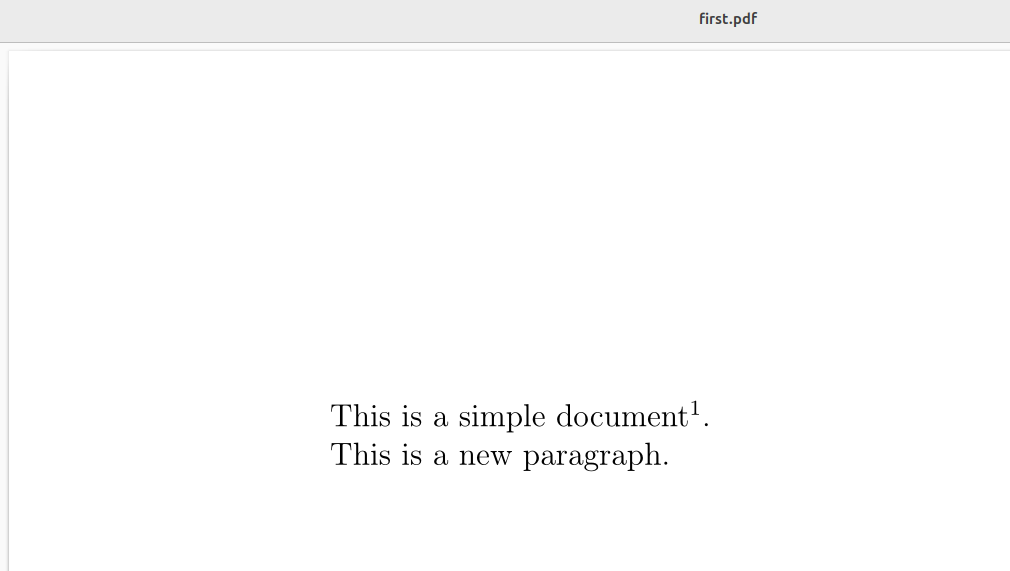 first.pdf
This is a simple document¹.
This is a new paragraph.